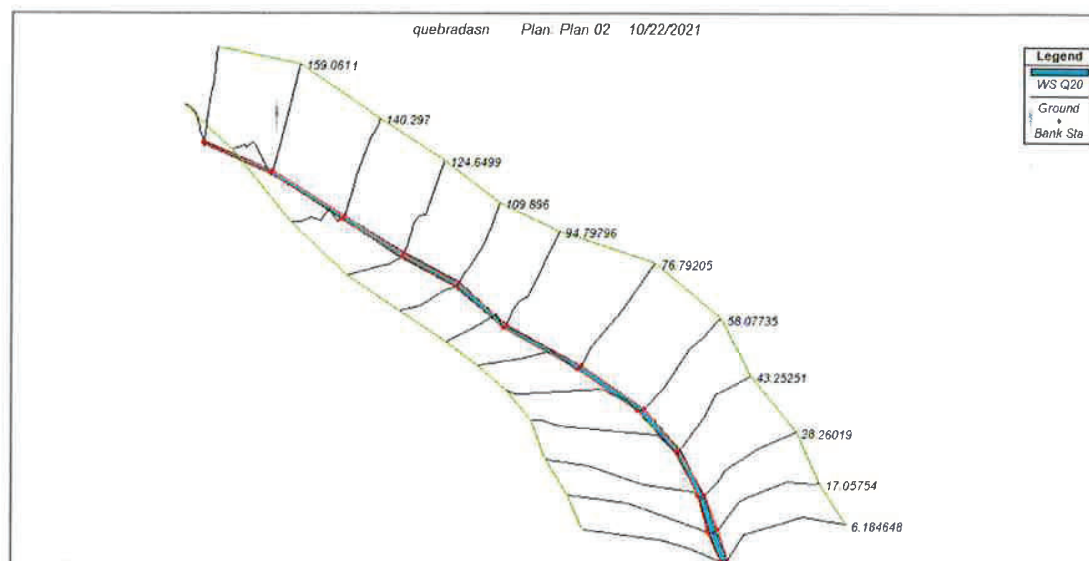 quebradasn Plan: Plan 02 10/22/2021
Legend
WS Q20
Ground
Bank Sta
159.0611
140.297
124.6499
109.896
94.79796
76.79205
58.07735
43.25251
28.26019
17.05754
6.184648